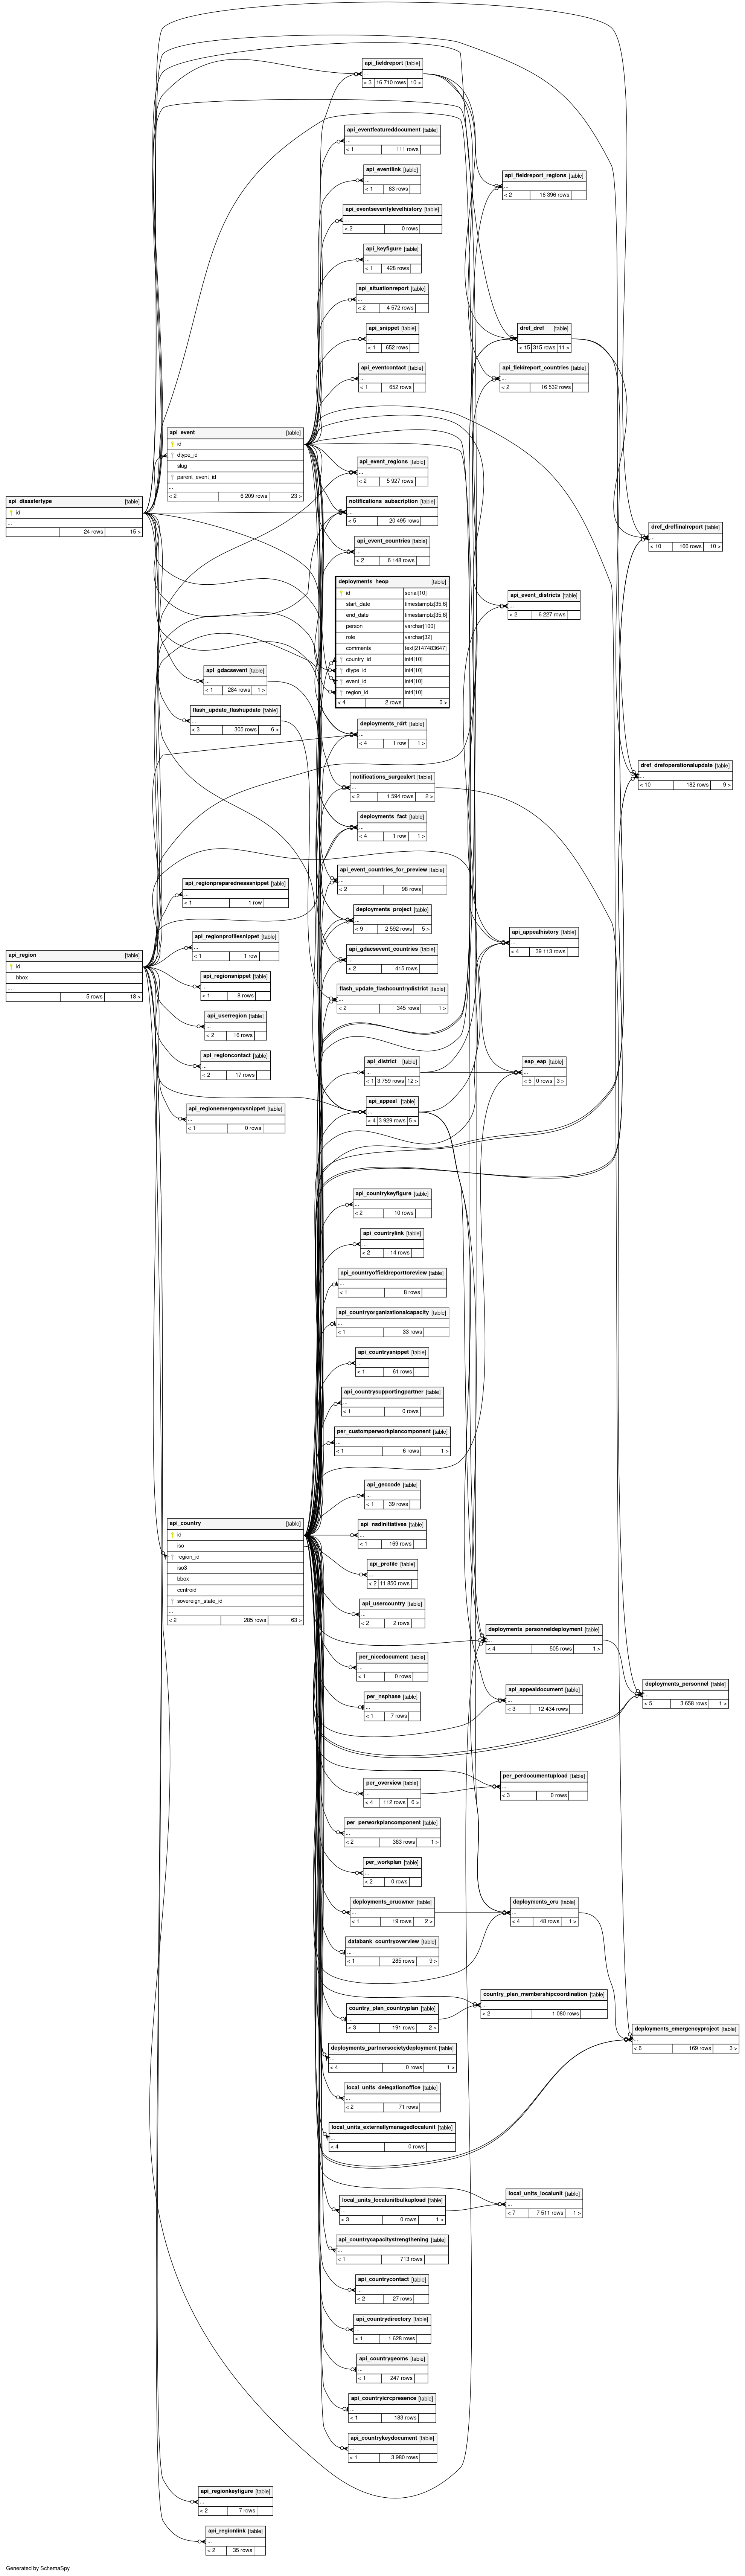 api_fieldreport [table]
...
< 3 16 710 rows 10 >
api_eventfeatureddocument [table]
...
< 1 111 rows
api_eventlink [table]
...
< 1 83 rows
api_fieldreport_regions [table]
...
< 2 16 396 rows
api_eventseveritylevelhistory [table]
...
< 2 0 rows
api_keyfigure [table]
...
< 1 428 rows
api_situationreport [table]
...
< 2 4 572 rows
api_snippet [table]
...
< 1 652 rows
dref_dref [table]
...
< 15 315 rows 11 >
api_eventcontact [table]
...
< 1 652 rows
api_fieldreport_countries [table]
...
< 2 16 532 rows
api_event [table]
id
dtype_id
slug
parent_event_id
...
< 2 6 209 rows 23 >
api_event_regions [table]
...
< 2 5 927 rows
api_disastertype [table]
id
...
24 rows 15 >
notifications_subscription [table]
...
< 5 20 495 rows
dref_dreffinalreport [table]
...
< 10 166 rows 10 >
api_event_countries [table]
...
< 2 6 148 rows
deployments_heop [table]
id serial[10]
start_date timestamptz[35,6]
end_date timestamptz[35,6]
person varchar[100]
role varchar[32]
comments text[2147483647]
country_id int4[10]
dtype_id int4[10]
event_id int4[10]
region_id int4[10]
< 4 2 rows 0 >
api_event_districts [table]
...
< 2 6 227 rows
api_gdacsevent [table]
...
< 1 284 rows 1 >
flash_update_flashupdate [table]
...
< 3 305 rows 6 >
deployments_rdrt [table]
...
< 4 1 row 1 >
notifications_surgealert [table]
...
< 2 1 594 rows 2 >
dref_drefoperationalupdate [table]
...
< 10 182 rows 9 >
deployments_fact [table]
...
< 4 1 row 1 >
api_event_countries_for_preview [table]
...
< 2 98 rows
api_regionpreparednesssnippet [table]
...
< 1 1 row
deployments_project [table]
...
< 9 2 592 rows 5 >
api_regionprofilesnippet [table]
...
< 1 1 row
api_appealhistory [table]
...
< 4 39 113 rows
api_region [table]
id
bbox
...
5 rows 18 >
api_gdacsevent_countries [table]
...
< 2 415 rows
api_regionsnippet [table]
...
< 1 8 rows
flash_update_flashcountrydistrict [table]
...
< 2 345 rows 1 >
api_userregion [table]
...
< 2 16 rows
api_regioncontact [table]
...
< 2 17 rows
api_district [table]
...
< 1 3 759 rows 12 >
eap_eap [table]
...
< 5 0 rows 3 >
api_regionemergencysnippet [table]
...
< 1 0 rows
api_appeal [table]
...
< 4 3 929 rows 5 >
api_countrykeyfigure [table]
...
< 2 10 rows
api_countrylink [table]
...
< 2 14 rows
api_countryoffieldreporttoreview [table]
...
< 1 8 rows
api_countryorganizationalcapacity [table]
...
< 1 33 rows
api_countrysnippet [table]
...
< 1 61 rows
api_countrysupportingpartner [table]
...
< 1 0 rows
per_customperworkplancomponent [table]
...
< 1 6 rows 1 >
api_geccode [table]
...
< 1 39 rows
api_country [table]
id
iso
region_id
iso3
bbox
centroid
sovereign_state_id
...
< 2 285 rows 63 >
api_nsdinitiatives [table]
...
< 1 169 rows
api_profile [table]
...
< 2 11 850 rows
api_usercountry [table]
...
< 2 2 rows
deployments_personneldeployment [table]
...
< 4 505 rows 1 >
per_nicedocument [table]
...
< 1 0 rows
deployments_personnel [table]
...
< 5 3 658 rows 1 >
per_nsphase [table]
...
< 1 7 rows
api_appealdocument [table]
...
< 3 12 434 rows
per_overview [table]
...
< 4 112 rows 6 >
per_perdocumentupload [table]
...
< 3 0 rows
per_perworkplancomponent [table]
...
< 2 383 rows 1 >
per_workplan [table]
...
< 2 0 rows
deployments_eruowner [table]
...
< 1 19 rows 2 >
deployments_eru [table]
...
< 4 48 rows 1 >
databank_countryoverview [table]
...
< 1 285 rows 9 >
country_plan_membershipcoordination [table]
...
< 2 1 080 rows
country_plan_countryplan [table]
...
< 3 191 rows 2 >
deployments_emergencyproject [table]
...
< 6 169 rows 3 >
deployments_partnersocietydeployment [table]
...
< 4 0 rows 1 >
local_units_delegationoffice [table]
...
< 2 71 rows
local_units_externallymanagedlocalunit [table]
...
< 4 0 rows
local_units_localunit [table]
...
< 7 7 511 rows 1 >
local_units_localunitbulkupload [table]
...
< 3 0 rows 1 >
api_countrycapacitystrengthening [table]
...
< 1 713 rows
api_countrycontact [table]
...
< 2 27 rows
api_countrydirectory [table]
...
< 1 1 628 rows
api_countrygeoms [table]
...
< 1 247 rows
api_countryicrcpresence [table]
...
< 1 183 rows
api_countrykeydocument [table]
...
< 1 3 980 rows
api_regionkeyfigure [table]
...
< 2 7 rows
api_regionlink [table]
...
< 2 35 rows
Generated by SchemaSpy